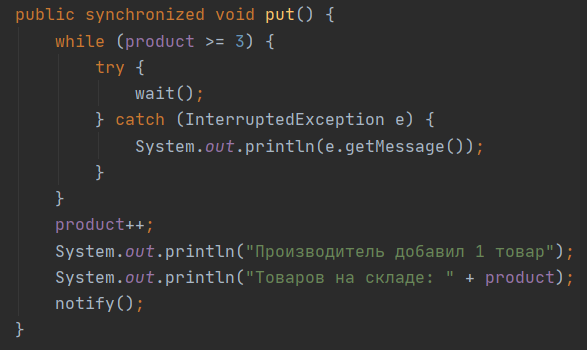 public synchronized void put() {
    while (product >= 3) {
        try {
            wait();
        } catch (InterruptedException e) {
            System.out.println(e.getMessage());
        }
    }
    product++;
    System.out.println("Производитель добавил 1 товар");
    System.out.println("Товаров на складе: " + product);
    notify();
}